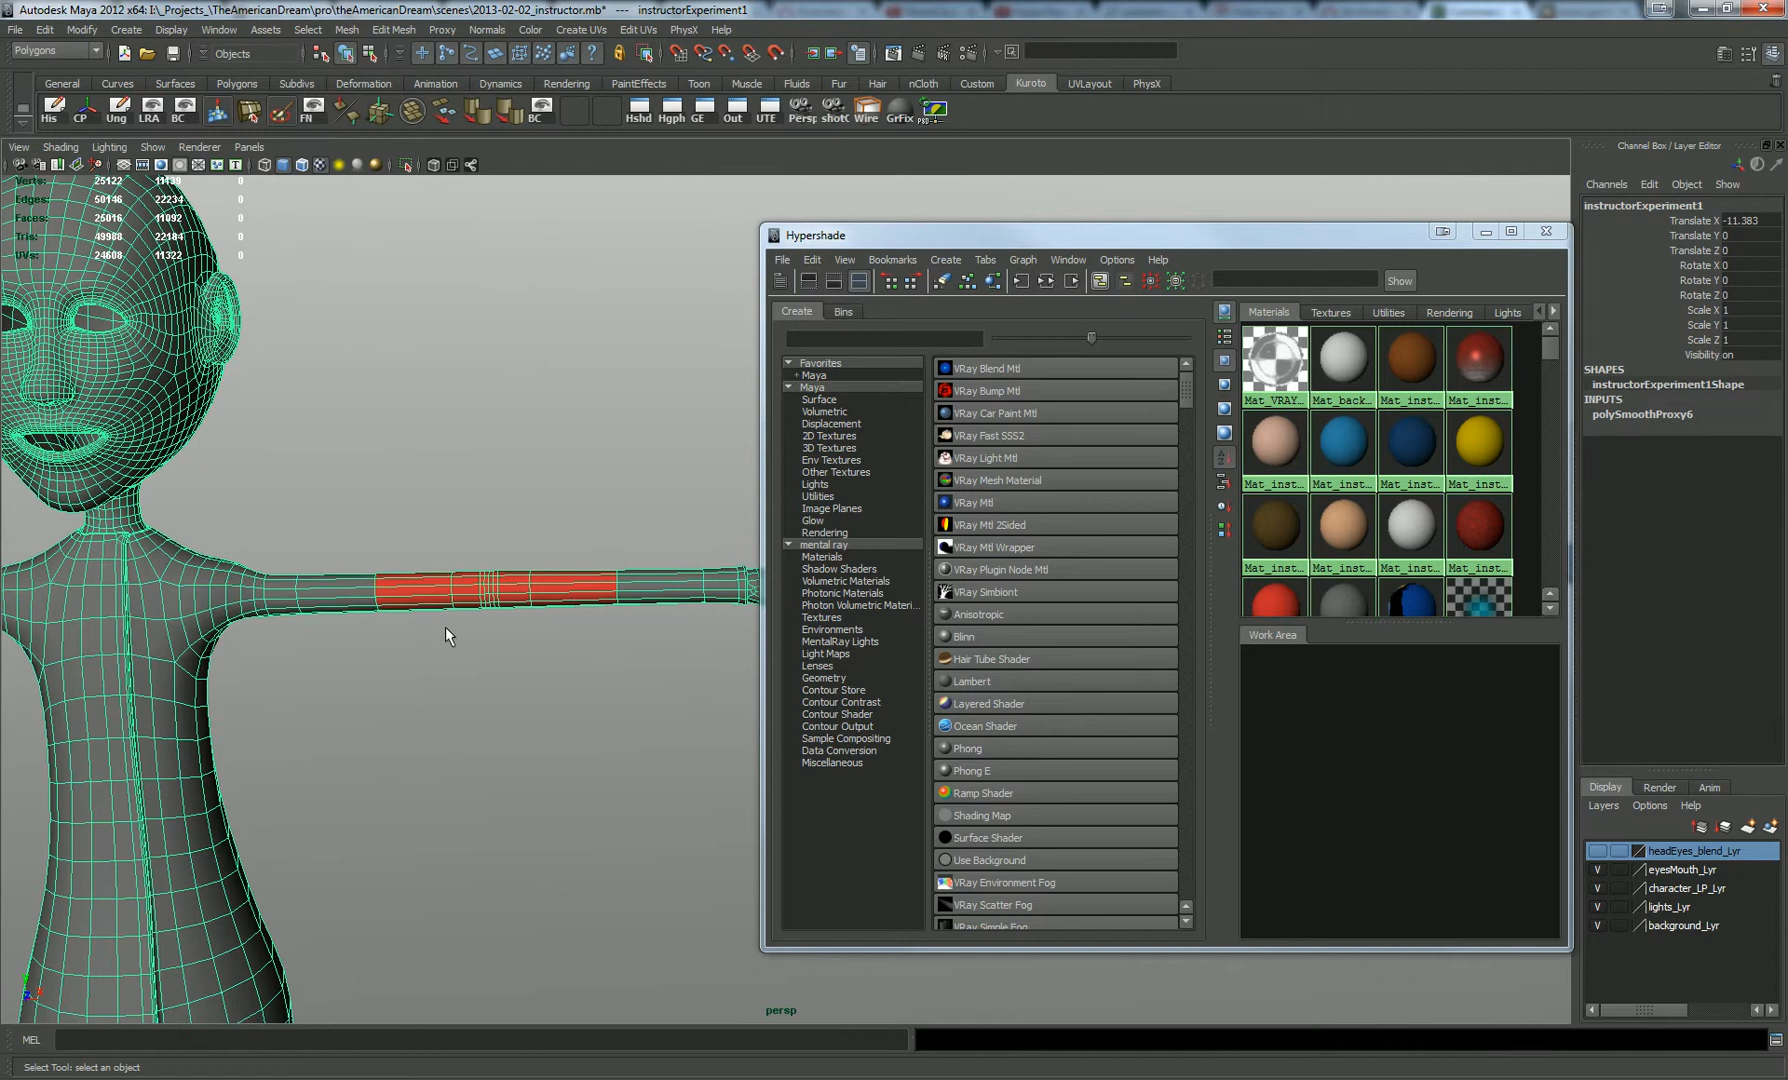 Autodesk Maya 2012 x64: I:\_Projects_\TheAmericanDream\pro\theAmericanDream\scenes\2013-02-02_instructor.mb* --- instructorExperiment1
File Edit Modify Create Display Window Assets Select Mesh Edit Mesh Proxy Normals Color Create UVs Edit UVs PhysX Help
Polygons Objects
General Curves Surfaces Polygons Subdivs Deformation Animation Dynamics Rendering PaintEffects Toon Muscle Fluids Fur Hair nCloth Custom Kuroto UVLayout PhysX
His CP Ung LRA BC FN BC Hshd Hgph GE Out UTE Persp shotC Wire GrFix
View Shading Lighting Show Renderer Panels
Channel Box / Layer Editor
Verts: 25122 11439 0
Edges: 50146 22234 0
Faces: 25016 11092 0
Tris: 49988 22184 0
UVs: 24608 11322 0
Channels Edit Object Show
instructorExperiment1
Translate X -11.383
Translate Y 0
Translate Z 0
Rotate X 0
Rotate Y 0
Rotate Z 0
Scale X 1
Scale Y 1
Scale Z 1
Visibility on
SHAPES
instructorExperiment1Shape
INPUTS
polySmoothProxy6
Hypershade
File Edit View Bookmarks Create Tabs Graph Window Options Help
Show
Create Bins
Favorites
+ Maya
Maya
Surface
Volumetric
Displacement
2D Textures
3D Textures
Env Textures
Other Textures
Lights
Utilities
Image Planes
Glow
Rendering
mental ray
Materials
Shadow Shaders
Volumetric Materials
Photonic Materials
Photon Volumetric Materi...
Textures
Environments
MentalRay Lights
Light Maps
Lenses
Geometry
Contour Store
Contour Contrast
Contour Shader
Contour Output
Sample Compositing
Data Conversion
Miscellaneous
VRay Blend Mtl
VRay Bump Mtl
VRay Car Paint Mtl
VRay Fast SSS2
VRay Light Mtl
VRay Mesh Material
VRay Mtl
VRay Mtl 2Sided
VRay Mtl Wrapper
VRay Plugin Node Mtl
VRay Simbiont
Anisotropic
Blinn
Hair Tube Shader
Lambert
Layered Shader
Ocean Shader
Phong
Phong E
Ramp Shader
Shading Map
Surface Shader
Use Background
VRay Environment Fog
VRay Scatter Fog
VRay Simple Fog
Materials Textures Utilities Rendering Lights
Mat_VRAY... Mat_back... Mat_inst... Mat_inst...
Mat_inst... Mat_inst... Mat_inst... Mat_inst...
Mat_inst... Mat_inst... Mat_inst... Mat_inst...
Work Area
Display Render Anim
Layers Options Help
headEyes_blend_Lyr
V eyesMouth_Lyr
V character_LP_Lyr
V lights_Lyr
V background_Lyr
persp
MEL
Select Tool: select an object